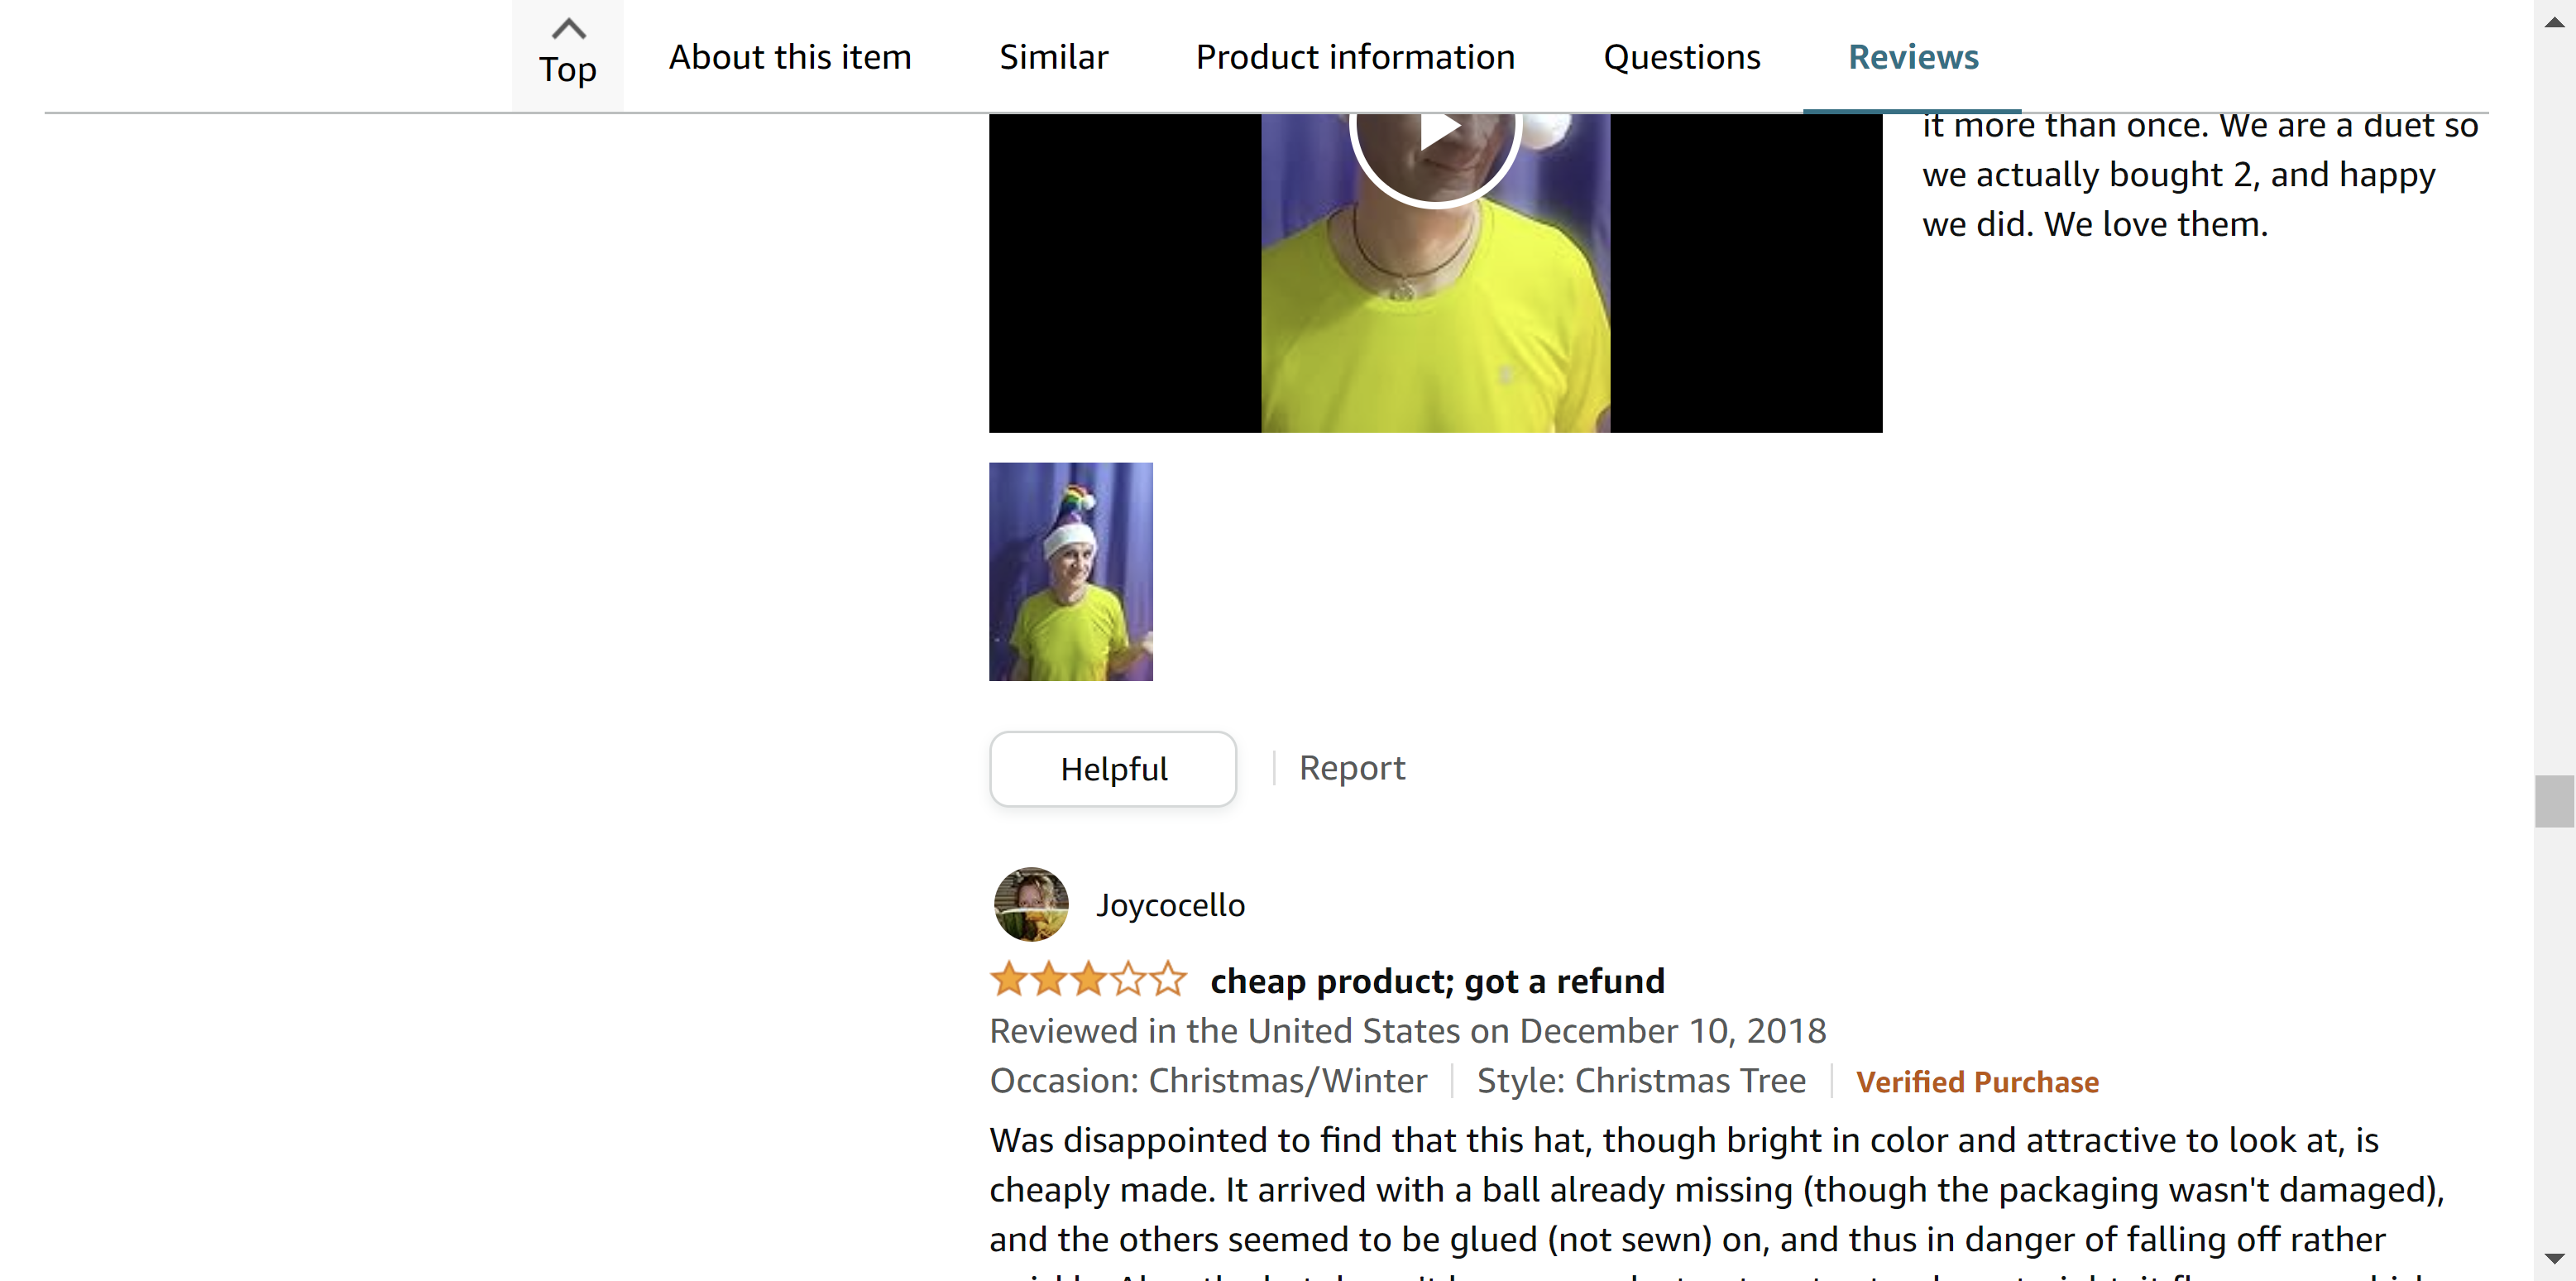 Top
About this item
Similar
Product information
Questions
Reviews
it more than once. We are a duet so
we actually bought 2, and happy
we did. We love them.
Helpful
Report
Joycocello
cheap product; got a refund
Reviewed in the United States on December 10, 2018
Occasion: Christmas/Winter
Style: Christmas Tree
Verified Purchase
Was disappointed to find that this hat, though bright in color and attractive to look at, is
cheaply made. It arrived with a ball already missing (though the packaging wasn't damaged),
and the others seemed to be glued (not sewn) on, and thus in danger of falling off rather